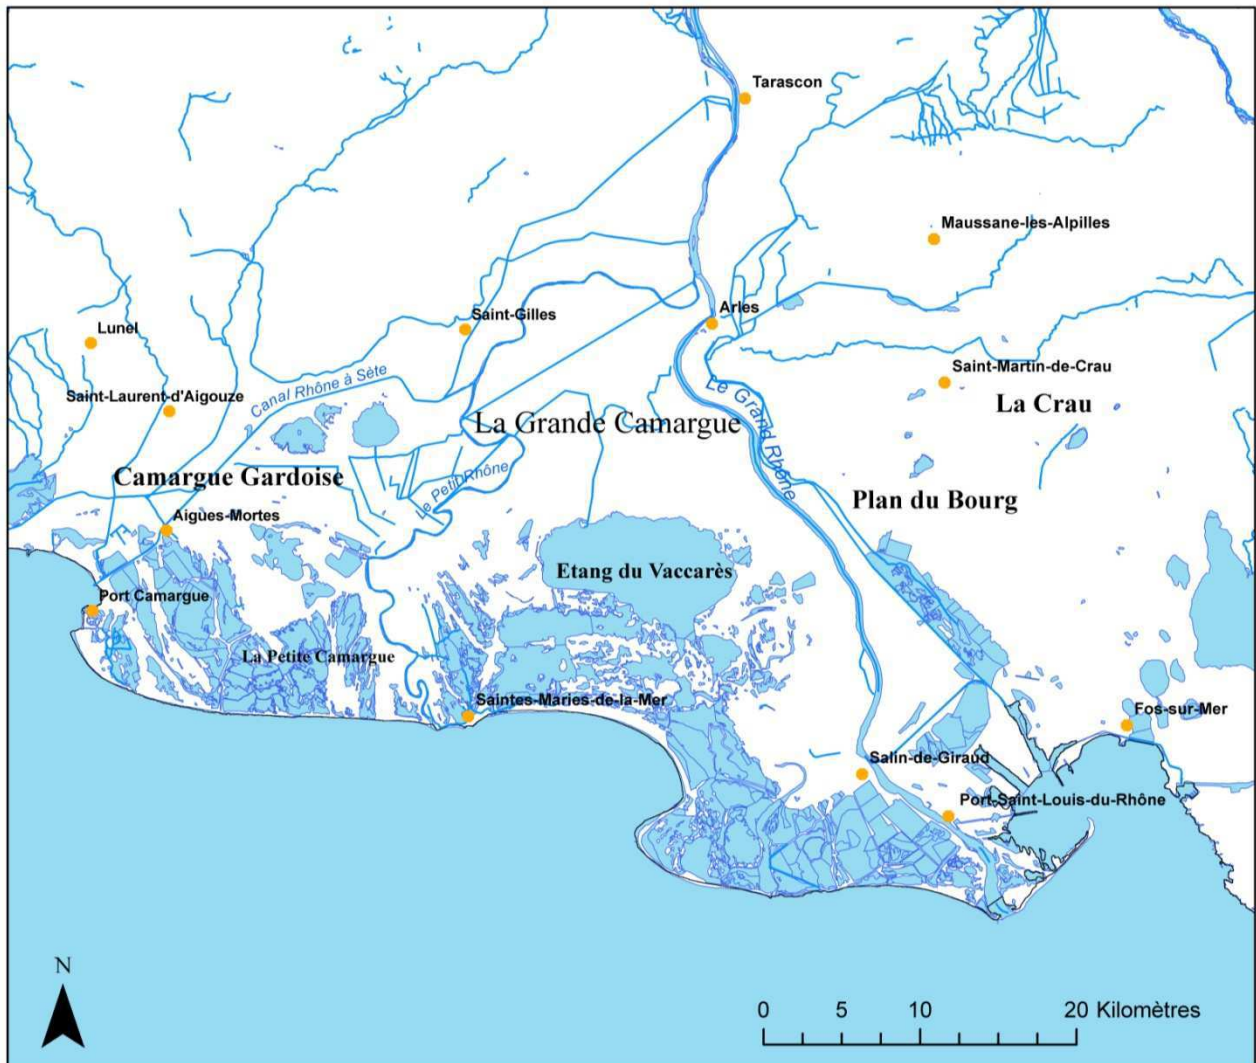 Tarascon
Maussane-les-Alpilles
Arles
Saint-Gilles
Lunel
Saint-Martin-de-Crau
Canal Rhône à Sète
Le Grand Rhône
Saint-Laurent-d'Aigouze
La Crau
La Grande Camargue
Camargue Gardoise
Le Petit Rhône
Plan du Bourg
Aigues-Mortes
Etang du Vaccarès
Port Camargue
La Petite Camargue
Saintes-Maries-de-la-Mer
Fos-sur-Mer
Salin-de-Giraud
Port-Saint-Louis-du-Rhône
N
0 5 10 20 Kilomètres